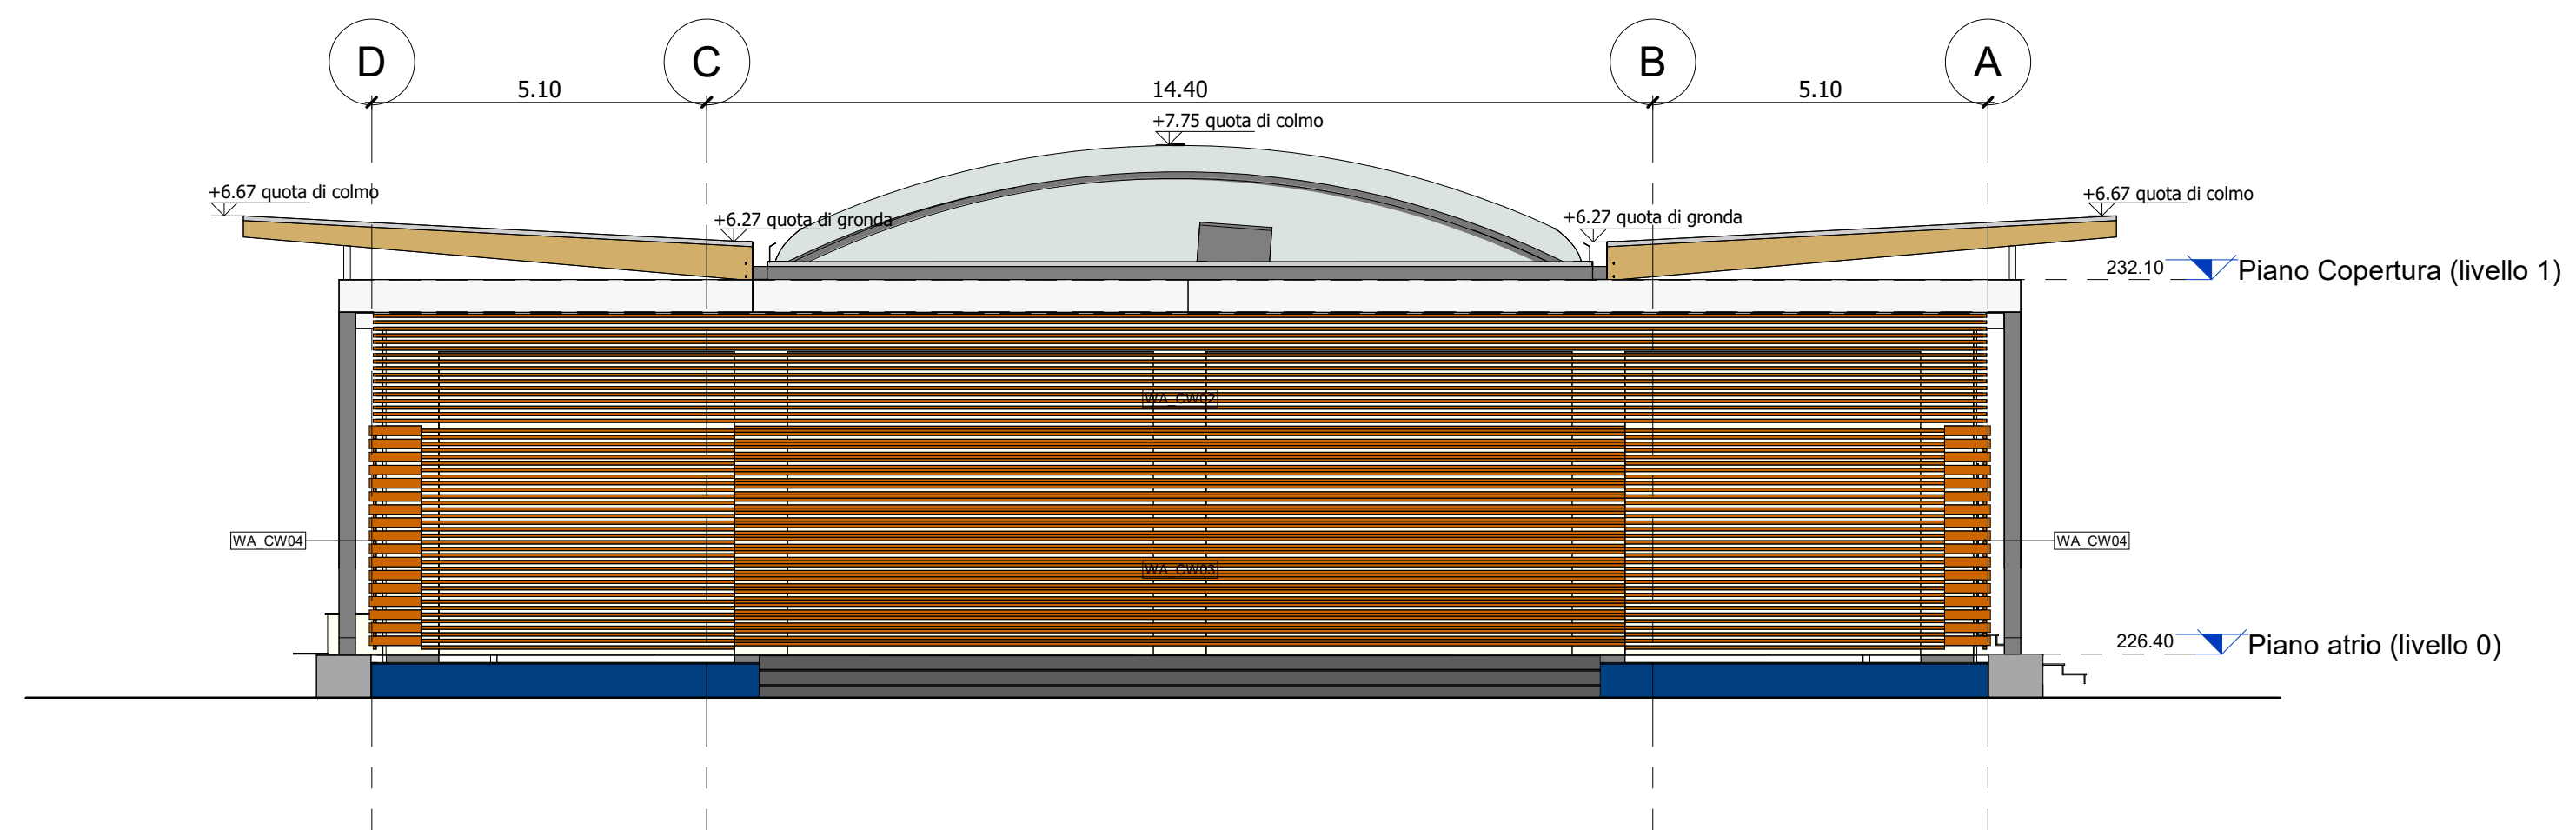 D
C
B
A
5.10
14.40
5.10
+7.75 quota di colmo
+6.67 quota di colmo
+6.27 quota di gronda
+6.27 quota di gronda
+6.67 quota di colmo
232.10
Piano Copertura (livello 1)
WA_CW02
WA_CW04
WA_CW04
WA_CW03
226.40
Piano atrio (livello 0)